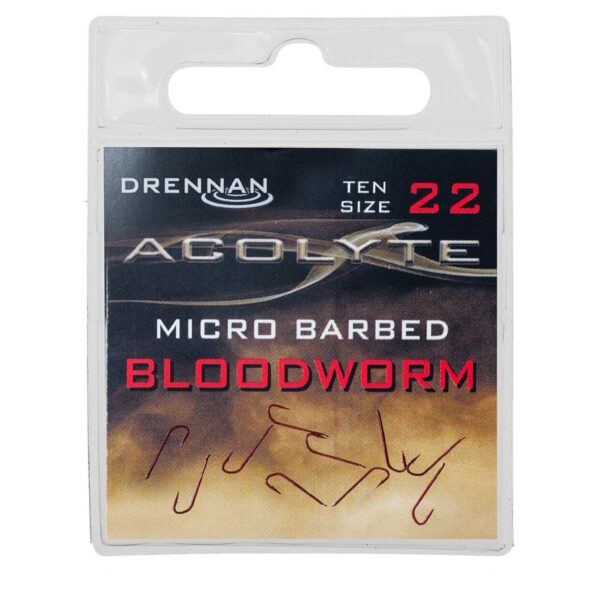 DRENNAN
TEN
SIZE 22
ACOLYTE
MICRO BARBED
BLOODWORM